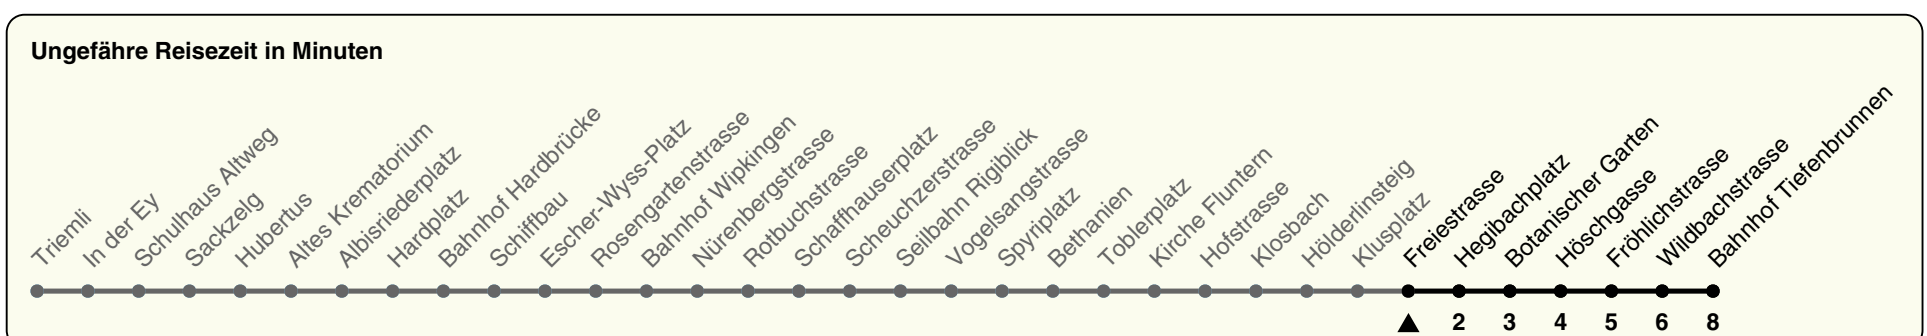 Ungefähre Reisezeit in Minuten
Triemli
In der Ey
Schulhaus Altweg
Sackzelg
Hubertus
Altes Krematorium
Albisriederplatz
Hardplatz
Bahnhof Hardbrücke
Schiffbau
Escher-Wyss-Platz
Rosengartenstrasse
Bahnhof Wipkingen
Nürenbergstrasse
Rotbuchstrasse
Schaffhauserplatz
Scheuchzerstrasse
Seilbahn Rigiblick
Vogelsangstrasse
Spyriplatz
Bethanien
Toblerplatz
Kirche Fluntern
Hofstrasse
Klosbach
Hölderlinsteig
Klusplatz
Freiestrasse
Hegibachplatz
Botanischer Garten
Höschgasse
Fröhlichstrasse
Wildbachstrasse
Bahnhof Tiefenbrunnen
2 3 4 5 6 8